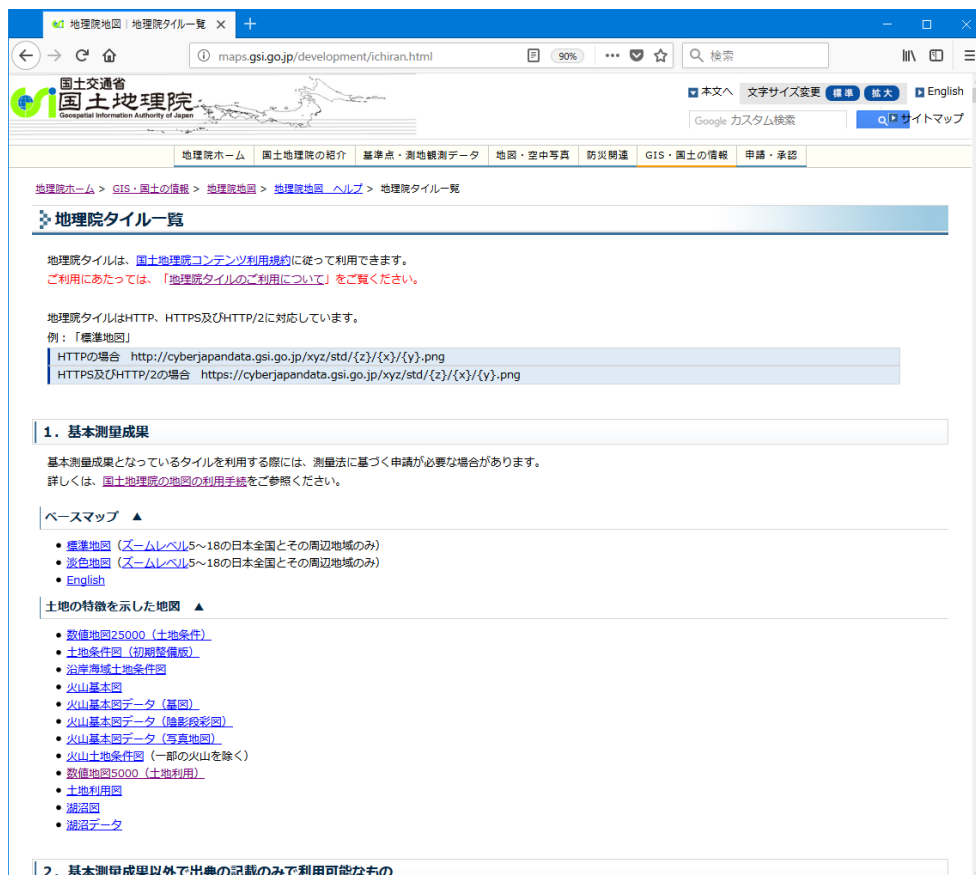 地理院地図｜地理院タイル一覧
maps.gsi.go.jp/development/ichiran.html
90%
検索
国土交通省
国土地理院
Geospatial Information Authority of Japan
本文へ 文字サイズ変更 標準 拡大 English
Google カスタム検索 サイトマップ
地理院ホーム 国土地理院の紹介 基準点・測地観測データ 地図・空中写真 防災関連 GIS・国土の情報 申請・承認
地理院ホーム > GIS・国土の情報 > 地理院地図 > 地理院地図 ヘルプ > 地理院タイル一覧
地理院タイル一覧
地理院タイルは、国土地理院コンテンツ利用規約に従って利用できます。
ご利用にあたっては、「地理院タイルのご利用について」をご覧ください。
地理院タイルはHTTP、HTTPS及びHTTP/2に対応しています。
例：「標準地図」
HTTPの場合 http://cyberjapandata.gsi.go.jp/xyz/std/{z}/{x}/{y}.png
HTTPS及びHTTP/2の場合 https://cyberjapandata.gsi.go.jp/xyz/std/{z}/{x}/{y}.png
1．基本測量成果
基本測量成果となっているタイルを利用する際には、測量法に基づく申請が必要な場合があります。
詳しくは、国土地理院の地図の利用手続をご参照ください。
ベースマップ ▲
• 標準地図（ズームレベル5～18の日本全国とその周辺地域のみ）
• 淡色地図（ズームレベル5～18の日本全国とその周辺地域のみ）
• English
土地の特徴を示した地図 ▲
• 数値地図25000（土地条件）
• 土地条件図（初期整備版）
• 沿岸海域土地条件図
• 火山基本図
• 火山基本図データ（基図）
• 火山基本図データ（陰影段彩図）
• 火山基本図データ（写真地図）
• 火山土地条件図（一部の火山を除く）
• 数値地図5000（土地利用）
• 土地利用図
• 湖沼図
• 湖沼データ
2．基本測量成果以外で出典の記載のみで利用可能なもの